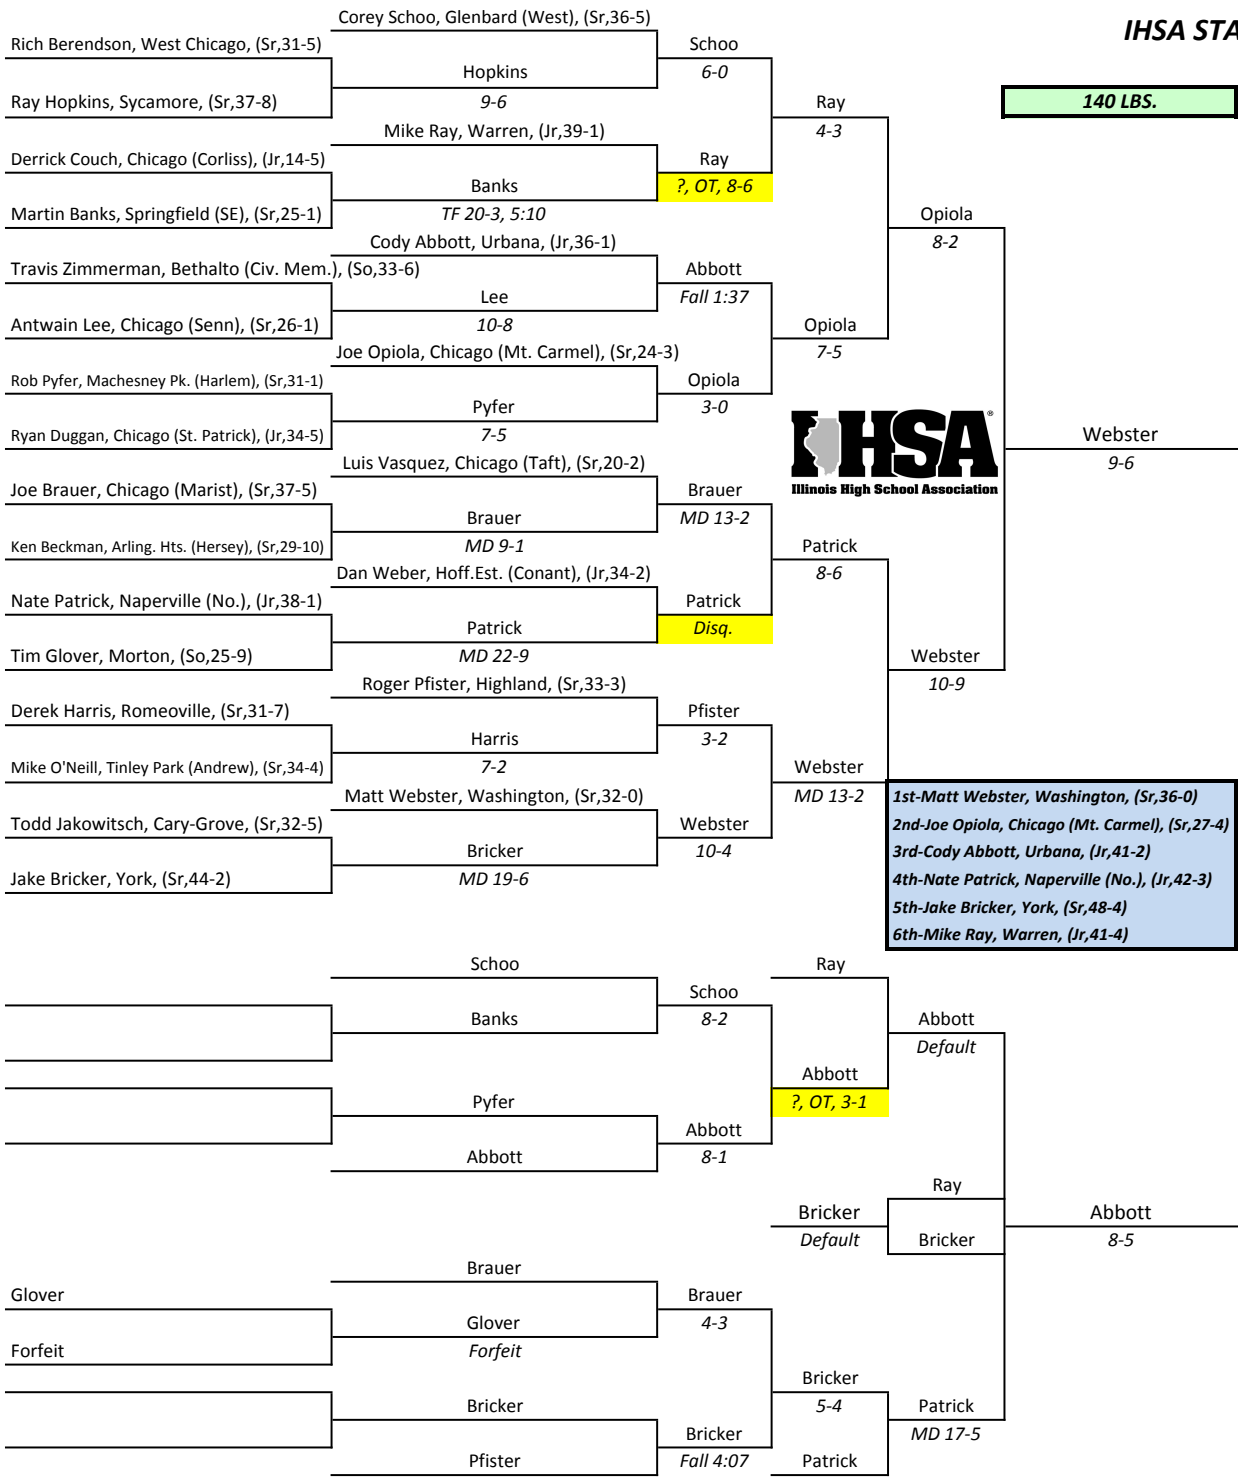 Corey Schoo, Glenbard (West), (Sr,36-5)
IHSA STA
Rich Berendson, West Chicago, (Sr,31-5)
Schoo
Hopkins
6-0
Ray Hopkins, Sycamore, (Sr,37-8)
9-6
Ray
140 LBS.
Mike Ray, Warren, (Jr,39-1)
4-3
Derrick Couch, Chicago (Corliss), (Jr,14-5)
Ray
Banks
?, OT, 8-6
Martin Banks, Springfield (SE), (Sr,25-1)
TF 20-3, 5:10
Opiola
Cody Abbott, Urbana, (Jr,36-1)
8-2
Travis Zimmerman, Bethalto (Civ. Mem.), (So,33-6)
Abbott
Lee
Fall 1:37
Antwain Lee, Chicago (Senn), (Sr,26-1)
10-8
Opiola
Joe Opiola, Chicago (Mt. Carmel), (Sr,24-3)
7-5
Rob Pyfer, Machesney Pk. (Harlem), (Sr,31-1)
Opiola
Pyfer
3-0
Ryan Duggan, Chicago (St. Patrick), (Jr,34-5)
7-5
IHSA®
Illinois High School Association
Webster
9-6
Luis Vasquez, Chicago (Taft), (Sr,20-2)
Joe Brauer, Chicago (Marist), (Sr,37-5)
Brauer
Brauer
MD 13-2
Ken Beckman, Arling. Hts. (Hersey), (Sr,29-10)
MD 9-1
Patrick
Dan Weber, Hoff.Est. (Conant), (Jr,34-2)
8-6
Nate Patrick, Naperville (No.), (Jr,38-1)
Patrick
Patrick
Disq.
Tim Glover, Morton, (So,25-9)
MD 22-9
Webster
Roger Pfister, Highland, (Sr,33-3)
10-9
Derek Harris, Romeoville, (Sr,31-7)
Pfister
Harris
3-2
Mike O'Neill, Tinley Park (Andrew), (Sr,34-4)
7-2
Webster
Matt Webster, Washington, (Sr,32-0)
MD 13-2
Todd Jakowitsch, Cary-Grove, (Sr,32-5)
Webster
Bricker
10-4
Jake Bricker, York, (Sr,44-2)
MD 19-6
1st-Matt Webster, Washington, (Sr,36-0)
2nd-Joe Opiola, Chicago (Mt. Carmel), (Sr,27-4)
3rd-Cody Abbott, Urbana, (Jr,41-2)
4th-Nate Patrick, Naperville (No.), (Jr,42-3)
5th-Jake Bricker, York, (Sr,48-4)
6th-Mike Ray, Warren, (Jr,41-4)
Schoo
Ray
Schoo
Banks
8-2
Abbott
Default
Abbott
Pyfer
?, OT, 3-1
Abbott
Abbott
8-1
Ray
Bricker
Abbott
Default
Bricker
8-5
Brauer
Glover
Brauer
Glover
4-3
Forfeit
Forfeit
Bricker
Bricker
5-4
Patrick
Bricker
MD 17-5
Pfister
Fall 4:07
Patrick